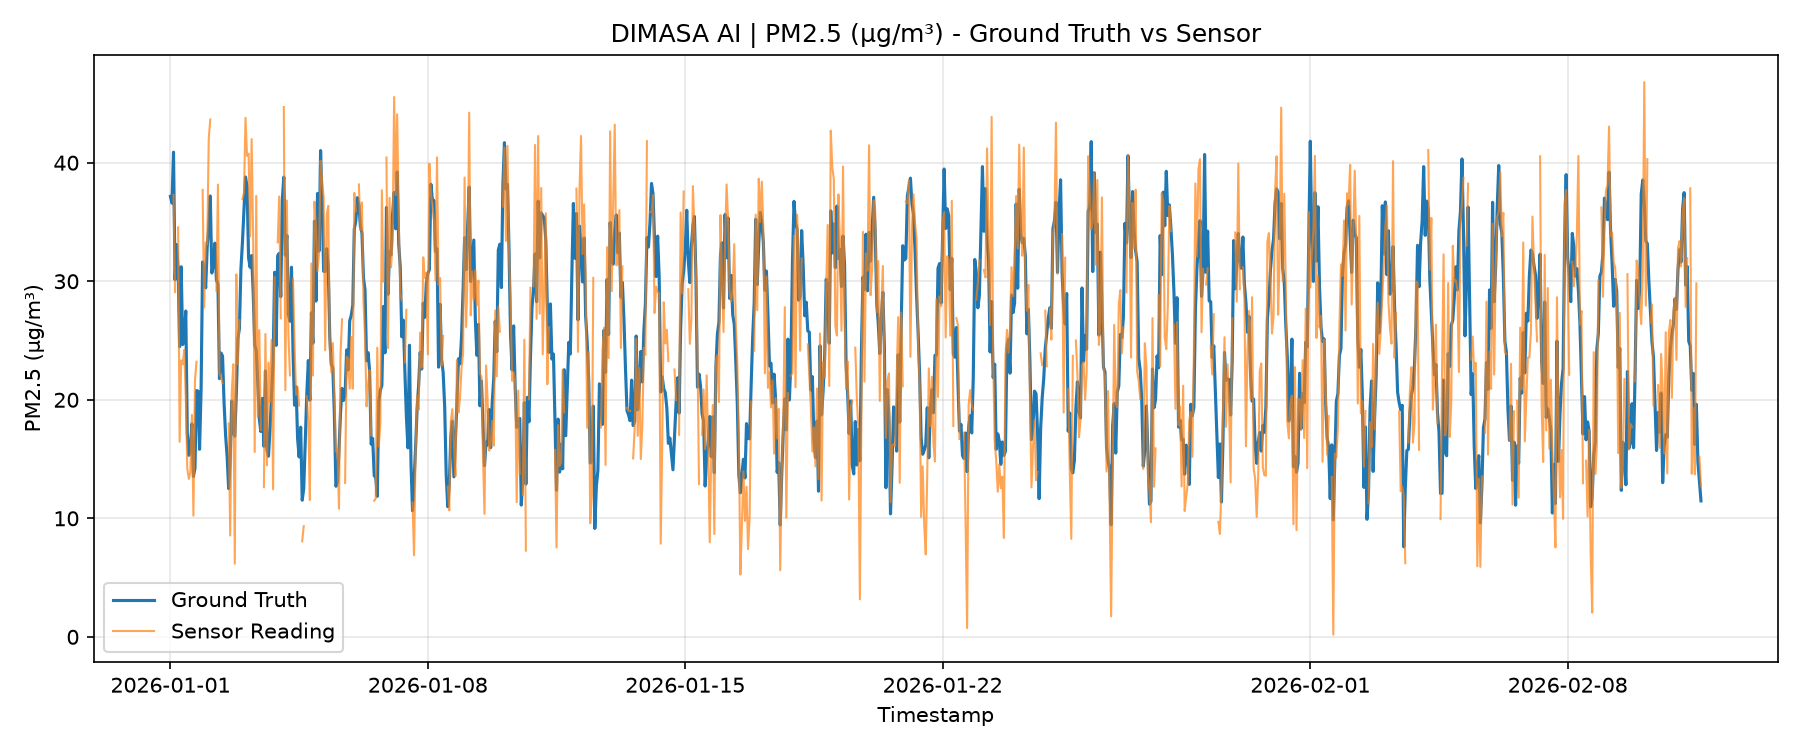 DIMASA AI | PM2.5 (µg/m³) - Ground Truth vs Sensor
PM2.5 (µg/m³)
40
30
20
10
0
Ground Truth
Sensor Reading
2026-01-01 2026-01-08 2026-01-15 2026-01-22 2026-02-01 2026-02-08
Timestamp